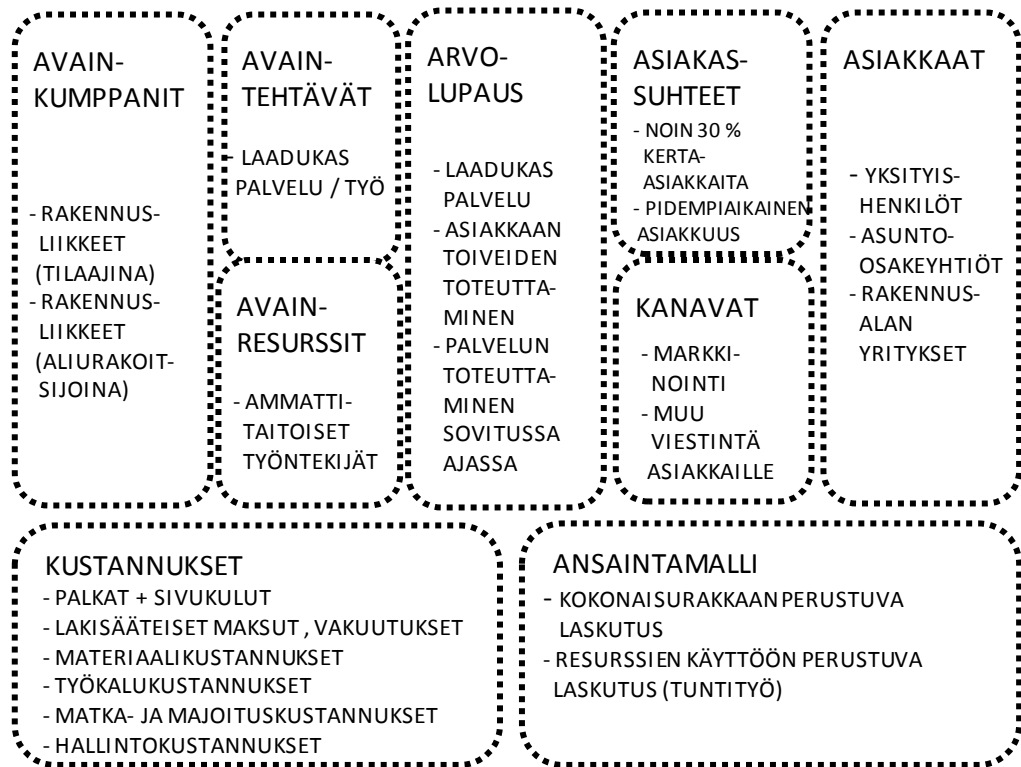 AVAIN-
KUMPPANIT
- RAKENNUS-
LIIKKEET
(TILAAJINA)
- RAKENNUS-
LIIKKEET
(ALIURAKOIT-
SIJOINA)
AVAIN-
TEHTÄVÄT
- LAADUKAS
PALVELU / TYÖ
AVAIN-
RESURSSIT
- AMMATTI-
TAITOISET
TYÖNTEKIJÄT
ARVO-
LUPAUS
- LAADUKAS
PALVELU
- ASIAKKAAN
TOIVEIDEN
TOTEUTTA-
MINEN
- PALVELUN
TOTEUTTA-
MINEN
SOVITUSSA
AJASSA
ASIAKAS-
SUHTEET
- NOIN 30 %
KERTA-
ASIAKKAITA
- PIDEMPIAIKAINEN
ASIAKKUUS
KANAVAT
- MARKKI-
NOINTI
- MUU
VIESTINTÄ
ASIAKKAILLE
ASIAKKAAT
- YKSITYIS-
HENKILÖT
- ASUNTO-
OSAKEYHTIÖT
- RAKENNUS-
ALAN
YRITYKSET
KUSTANNUKSET
- PALKAT + SIVUKULUT
- LAKISÄÄTEISET MAKSUT , VAKUUTUKSET
- MATERIAALIKUSTANNUKSET
- TYÖKALUKUSTANNUKSET
- MATKA- JA MAJOITUSKUSTANNUKSET
- HALLINTOKUSTANNUKSET
ANSAINTAMALLI
- KOKONAISURAKKAAN PERUSTUVA
LASKUTUS
- RESURSSIEN KÄYTTÖÖN PERUSTUVA
LASKUTUS (TUNTITYÖ)